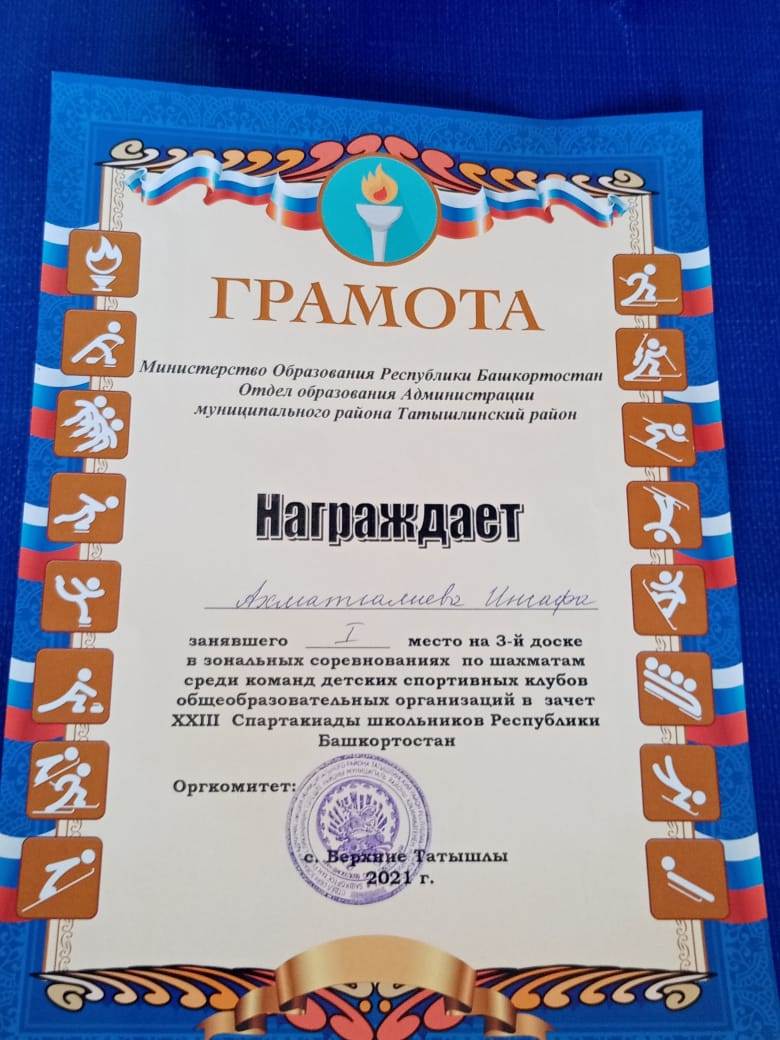 ГРАМОТА
Министерство Образования Республики Башкортостан
Отдел образования Администрации
муниципального района Татышлинский район
Награждает
Ахматгалиева Инсафа
занявшего I место на 3-й доске
в зональных соревнованиях по шахматам
среди команд детских спортивных клубов
общеобразовательных организаций в зачет
XXIII Спартакиады школьников Республики
Башкортостан
Оргкомитет:
с. Верхние Татышлы
2021 г.